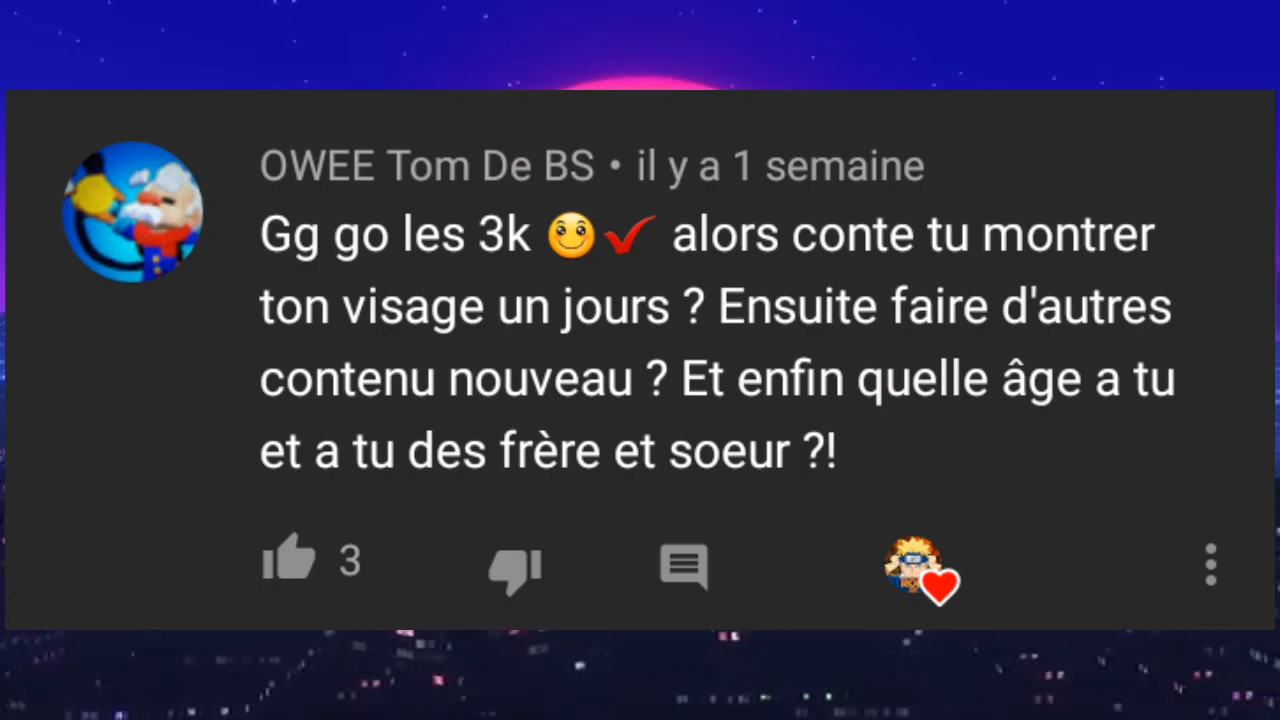 OWEE Tom De BS • il y a 1 semaine
Gg go les 3k 🙂✔ alors conte tu montrer
ton visage un jours ? Ensuite faire d'autres
contenu nouveau ? Et enfin quelle âge a tu
et a tu des frère et soeur ?!
3